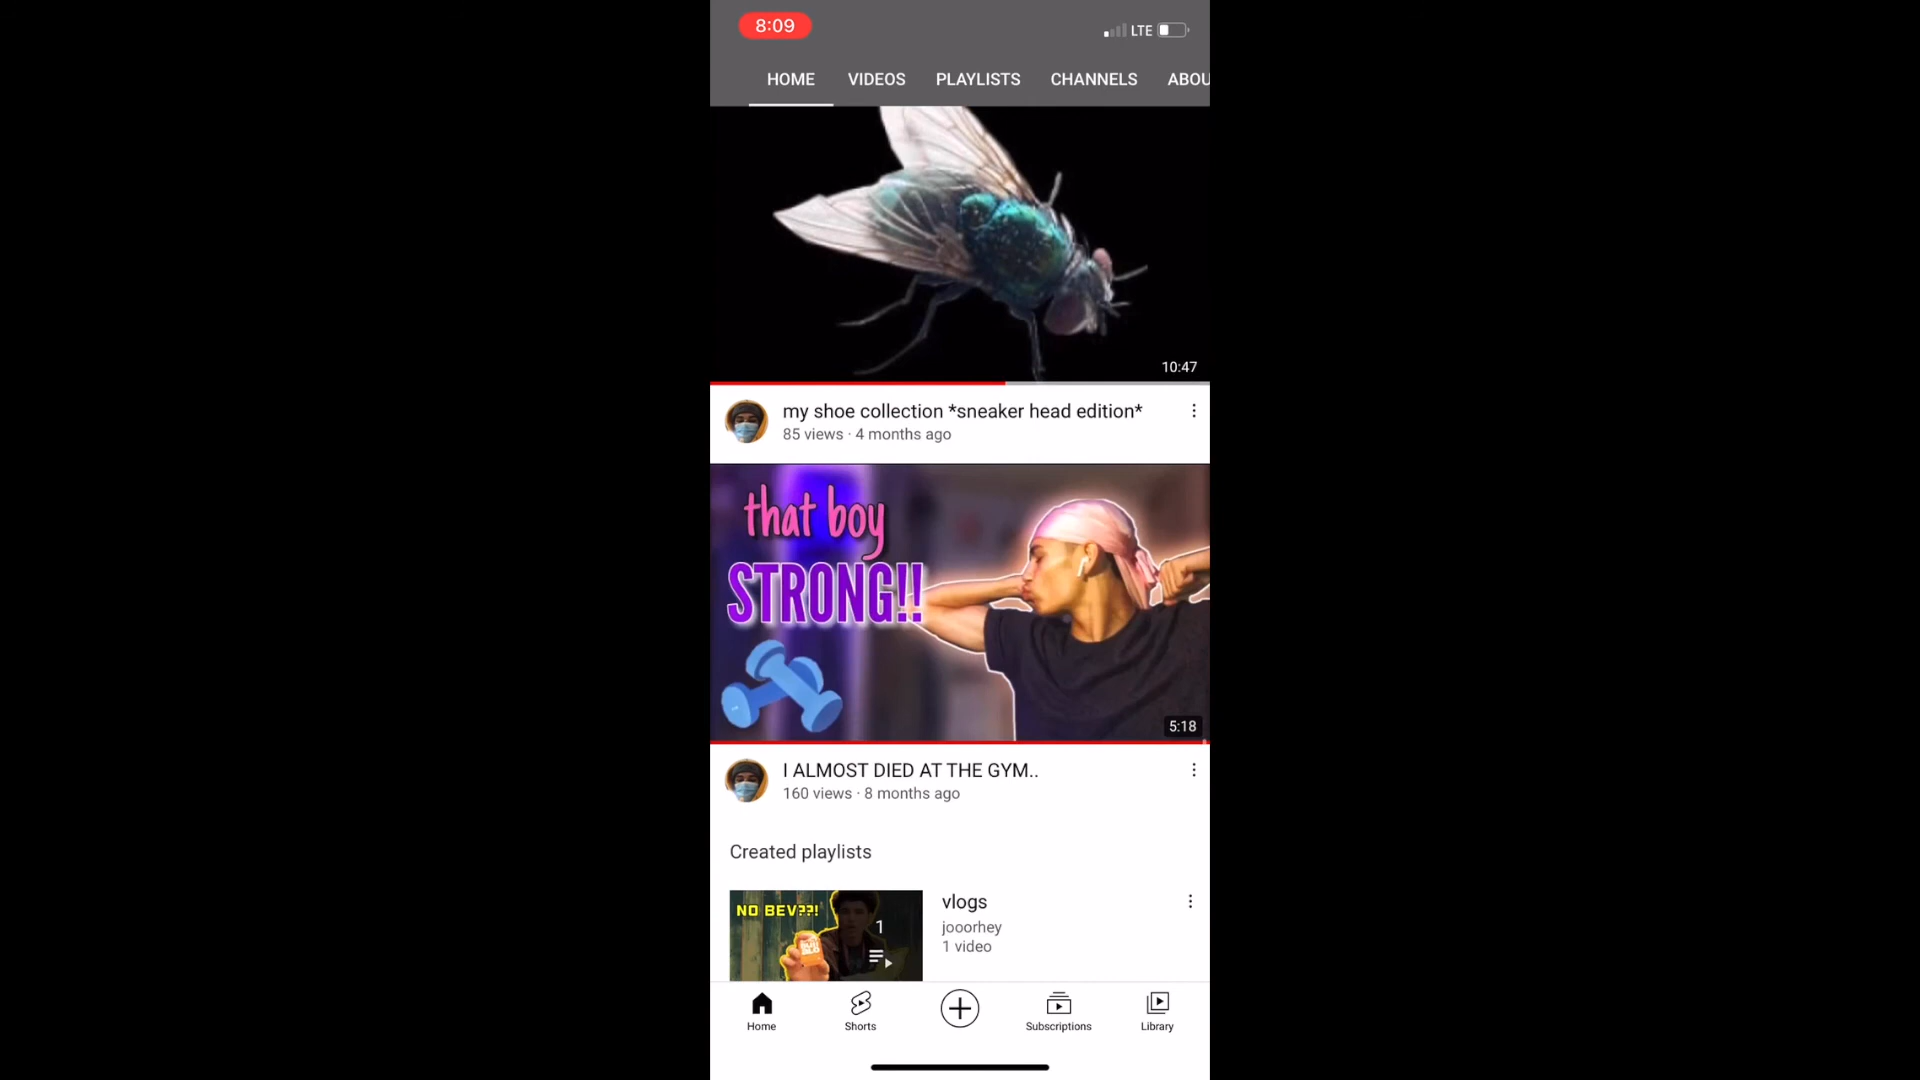 8:09
LTE
HOME VIDEOS PLAYLISTS CHANNELS ABOU
10:47
my shoe collection *sneaker head edition*
85 views · 4 months ago
that boy
STRONG!!
5:18
I ALMOST DIED AT THE GYM..
160 views · 8 months ago
Created playlists
NO BEV??!
1
vlogs
jooorhey
1 video
Home Shorts Subscriptions Library